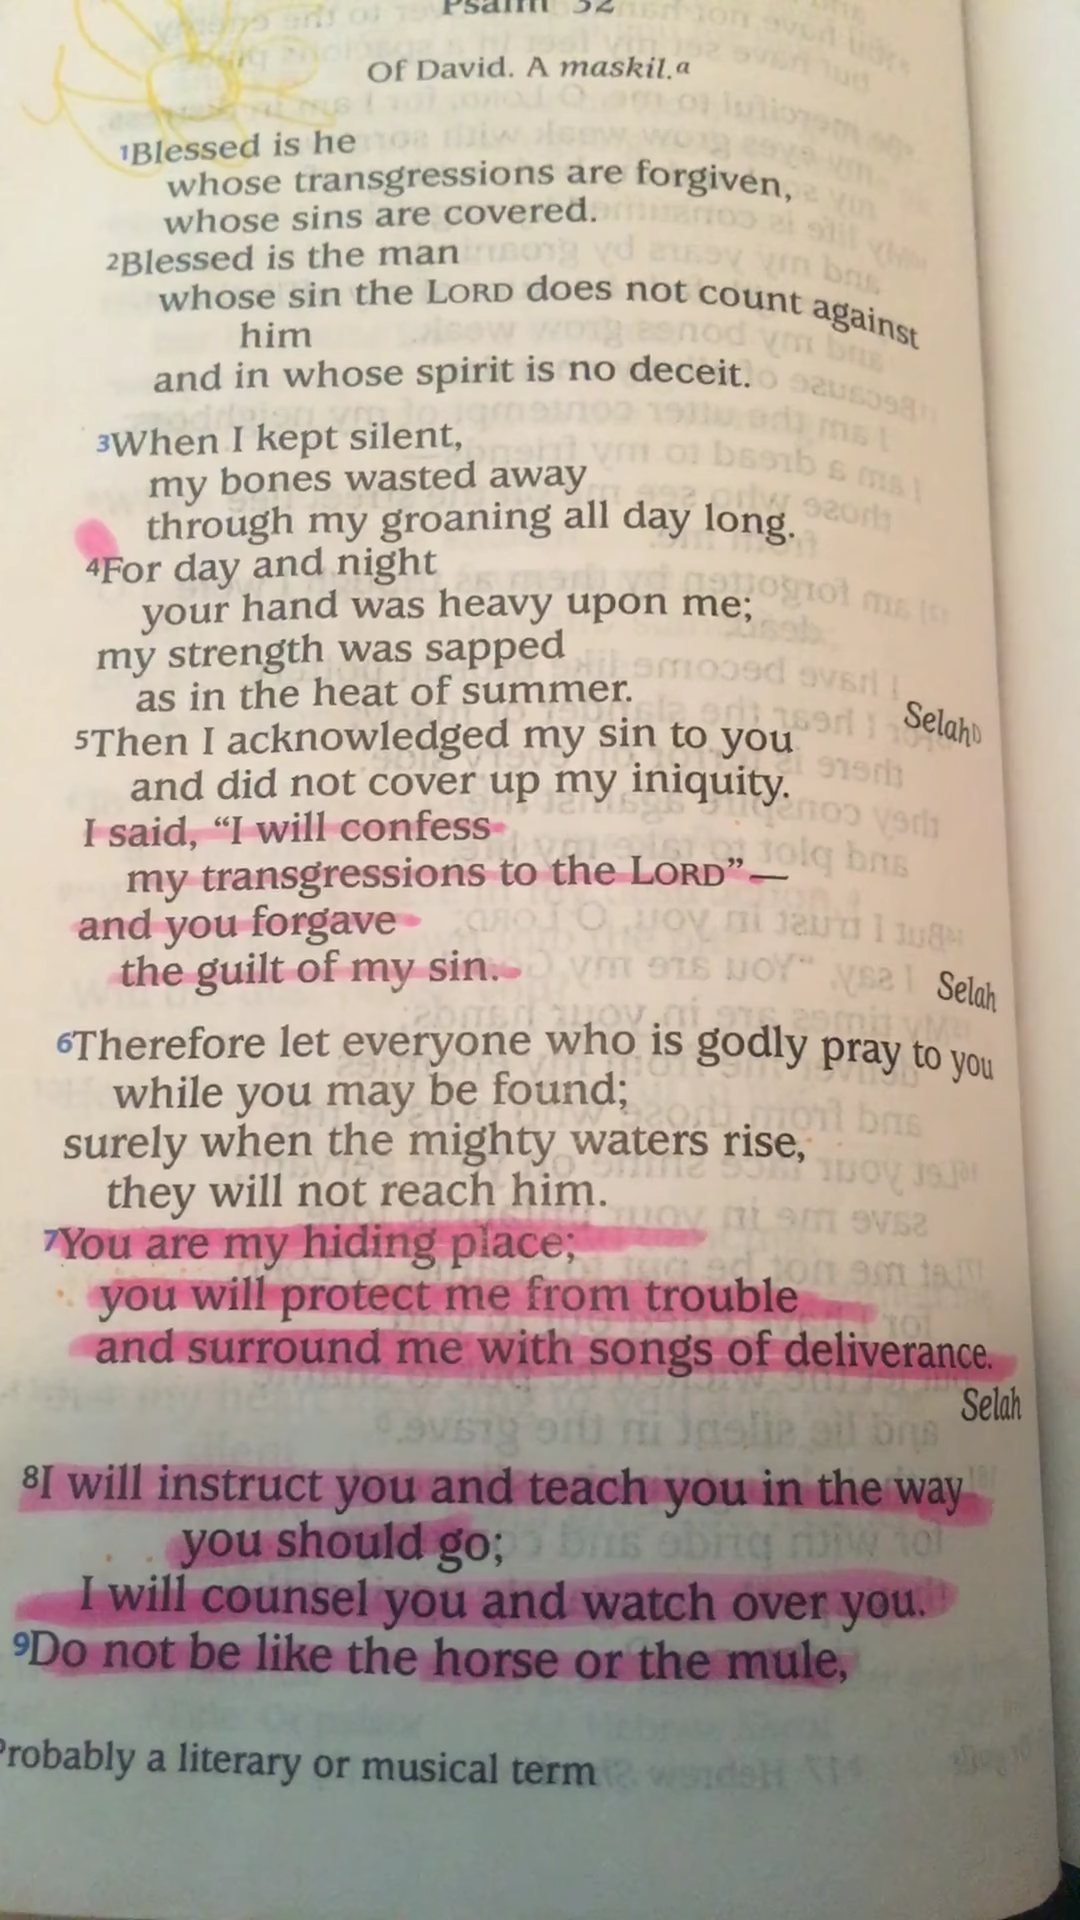 Psalm 32
Of David. A maskil.a
1Blessed is he
whose transgressions are forgiven,
whose sins are covered.
2Blessed is the man
whose sin the LORD does not count against
him
and in whose spirit is no deceit.
3When I kept silent,
my bones wasted away
through my groaning all day long.
4For day and night
your hand was heavy upon me;
my strength was sapped
as in the heat of summer.
Selahb
5Then I acknowledged my sin to you
and did not cover up my iniquity.
I said, “I will confess
my transgressions to the LORD”—
and you forgave
the guilt of my sin.
Selah
6Therefore let everyone who is godly pray to you
while you may be found;
surely when the mighty waters rise,
they will not reach him.
7You are my hiding place;
you will protect me from trouble
and surround me with songs of deliverance.
Selah
8I will instruct you and teach you in the way
you should go;
I will counsel you and watch over you.
9Do not be like the horse or the mule,
Probably a literary or musical term